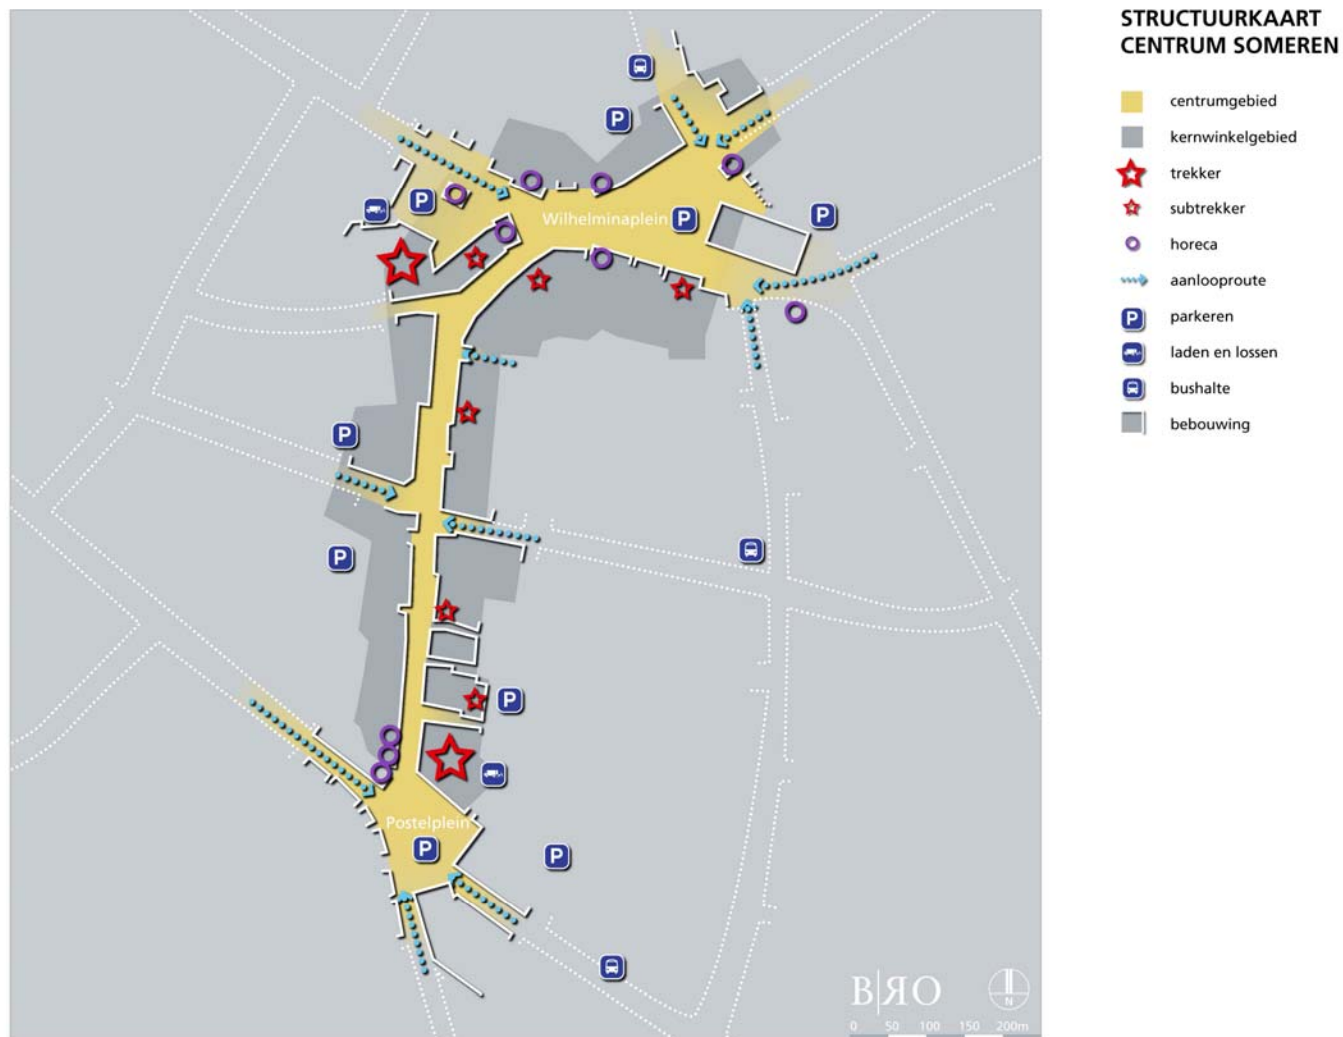 STRUCTUURKAART
CENTRUM SOMEREN
centrumgebied
kernwinkelgebied
trekker
subtrekker
horeca
aanlooproute
P parkeren
laden en lossen
bushalte
bebouwing
P
P
Wilhelminaplein P
P
P
P
P
Postelplein
P
P
BRO
N
0 50 100 150 200m